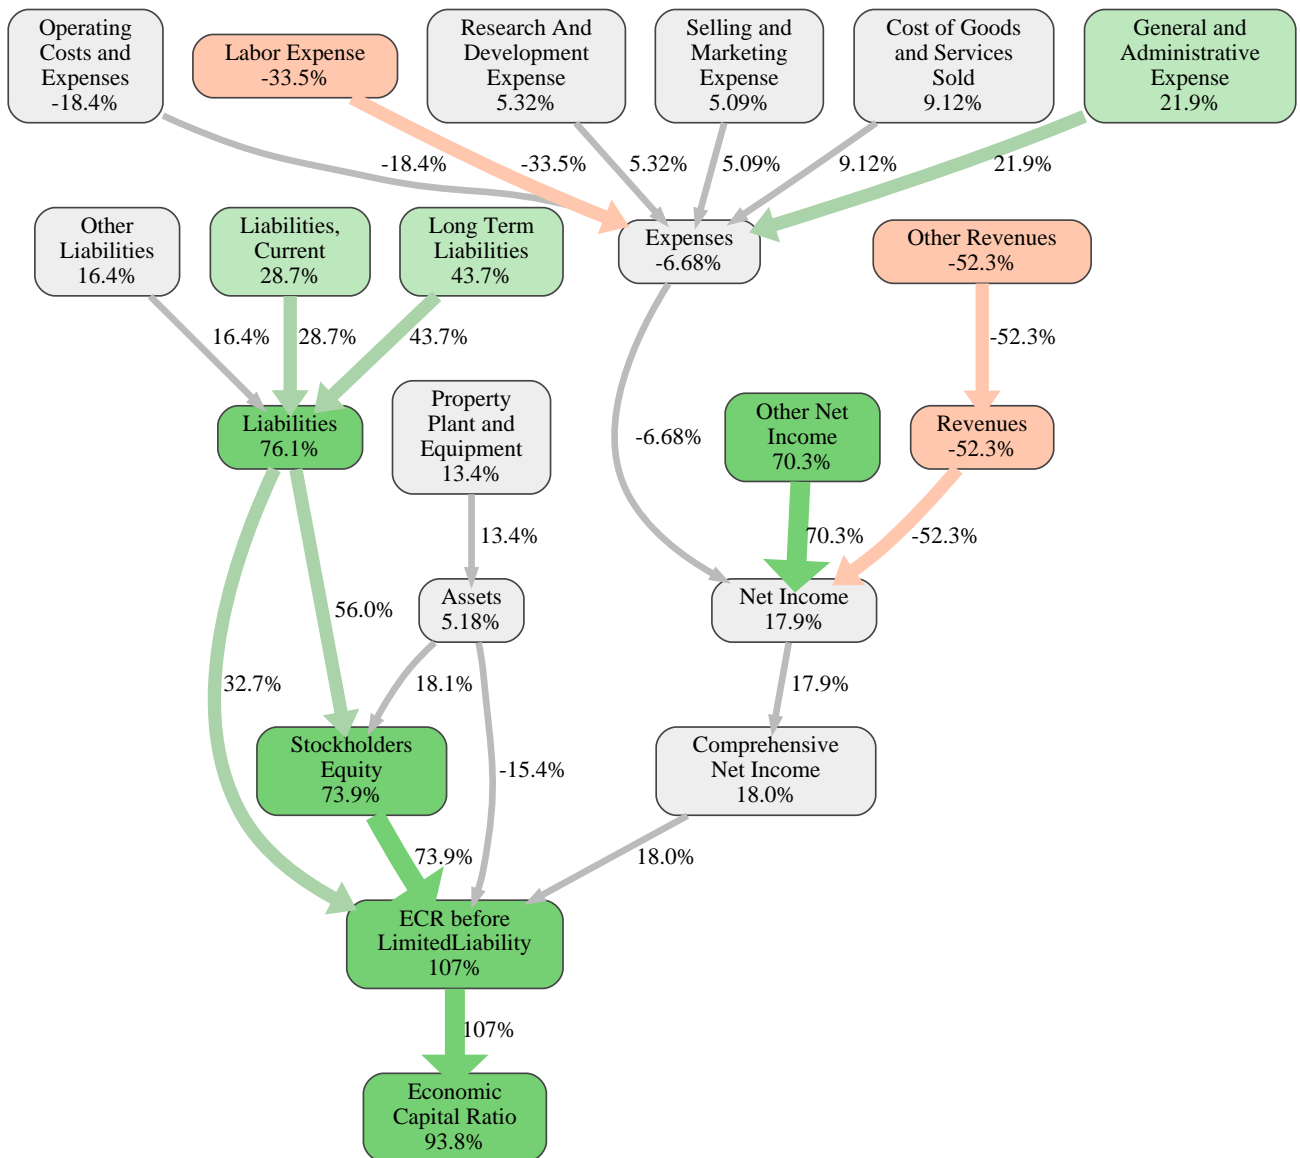 Operating
Costs and
Expenses
-18.4%
Labor Expense
-33.5%
Research And
Development
Expense
5.32%
Selling and
Marketing
Expense
5.09%
Cost of Goods
and Services
Sold
9.12%
General and
Administrative
Expense
21.9%
-18.4%
-33.5%
5.32%
5.09%
9.12%
21.9%
Other
Liabilities
16.4%
Liabilities,
Current
28.7%
Long Term
Liabilities
43.7%
Expenses
-6.68%
Other Revenues
-52.3%
16.4%
28.7%
43.7%
-52.3%
Liabilities
76.1%
Property
Plant and
Equipment
13.4%
-6.68%
Other Net
Income
70.3%
Revenues
-52.3%
13.4%
70.3%
-52.3%
56.0%
Assets
5.18%
Net Income
17.9%
32.7%
18.1%
-15.4%
17.9%
Stockholders
Equity
73.9%
Comprehensive
Net Income
18.0%
73.9%
18.0%
ECR before
LimitedLiability
107%
107%
Economic
Capital Ratio
93.8%